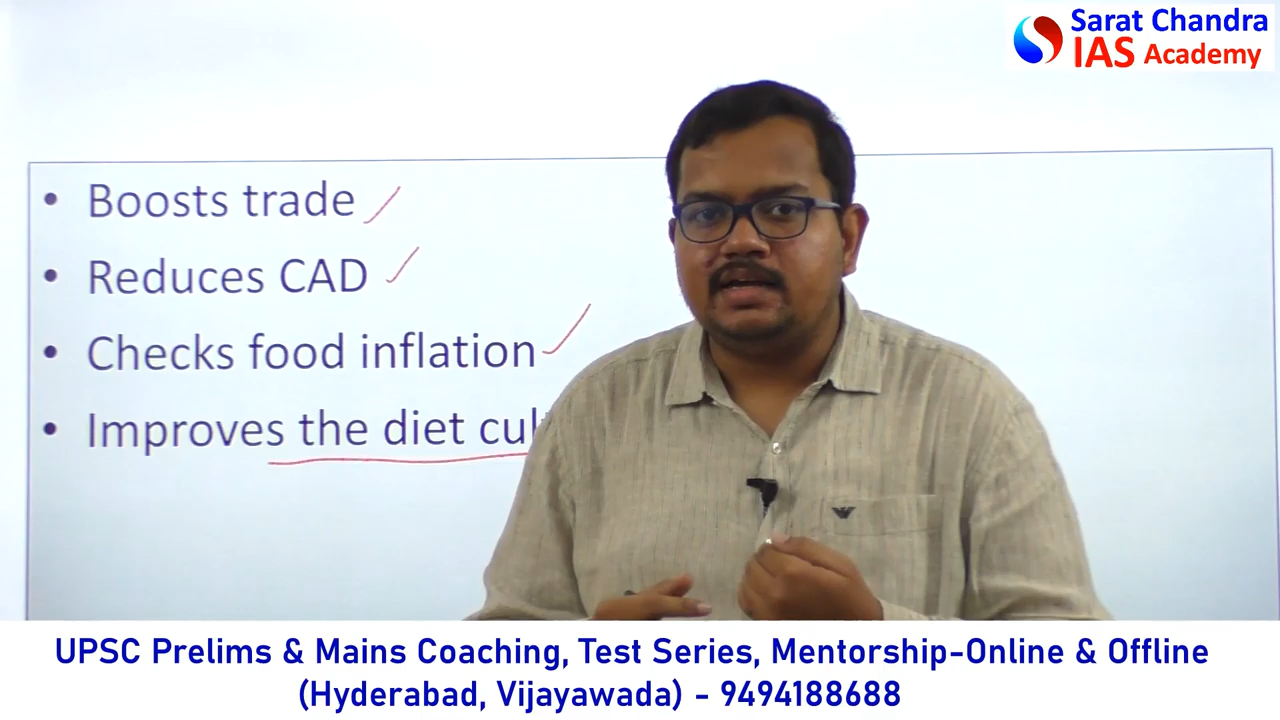 Sarat Chandra
IAS Academy
• Boosts trade
• Reduces CAD
• Checks food inflation
• Improves the diet
UPSC Prelims & Mains Coaching, Test Series, Mentorship-Online & Offline
(Hyderabad, Vijayawada) - 9494188688